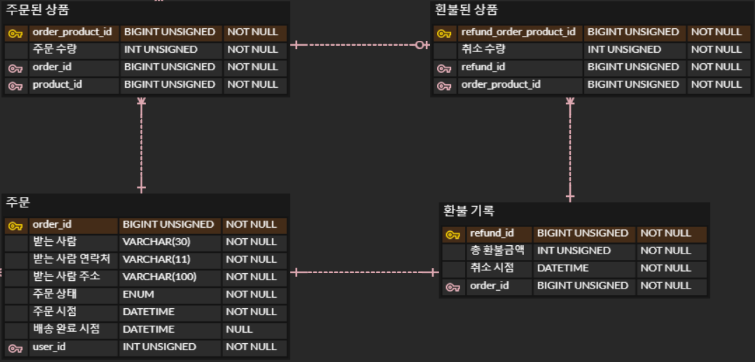 주문된 상품
order_product_id BIGINT UNSIGNED NOT NULL
주문 수량 INT UNSIGNED NOT NULL
order_id BIGINT UNSIGNED NOT NULL
product_id BIGINT UNSIGNED NOT NULL
환불된 상품
refund_order_product_id BIGINT UNSIGNED NOT NULL
취소 수량 INT UNSIGNED NOT NULL
refund_id BIGINT UNSIGNED NOT NULL
order_product_id BIGINT UNSIGNED NOT NULL
주문
order_id BIGINT UNSIGNED NOT NULL
받는 사람 VARCHAR(30) NOT NULL
받는 사람 연락처 VARCHAR(11) NOT NULL
받는 사람 주소 VARCHAR(100) NOT NULL
주문 상태 ENUM NOT NULL
주문 시점 DATETIME NOT NULL
배송 완료 시점 DATETIME NULL
user_id INT UNSIGNED NOT NULL
환불 기록
refund_id BIGINT UNSIGNED NOT NULL
총 환불금액 INT UNSIGNED NOT NULL
취소 시점 DATETIME NOT NULL
order_id BIGINT UNSIGNED NOT NULL